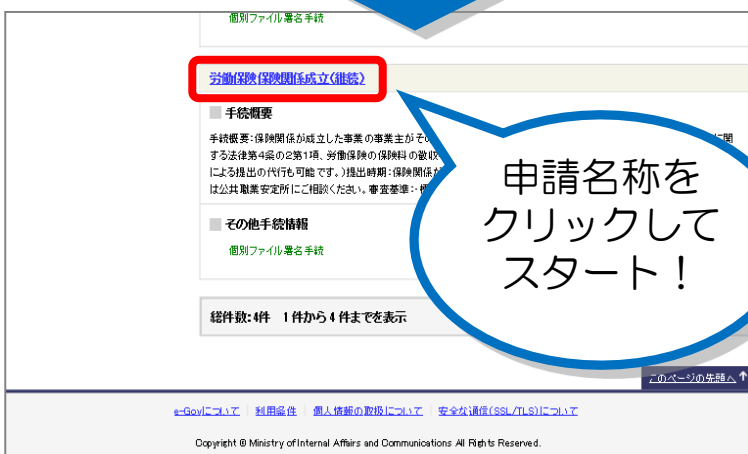 個別ファイル署名手続
労働保険保険関係成立(継続)
手続概要
手続概要:保険関係が成立した事業の事業主がその
に関
する法律第4条の2第1項、労働保険の保険料の徴収
による提出の代行も可能です。)提出時期:保険関係が
は公共職業安定所にご相談ください。審査基準:-
その他手続情報
個別ファイル署名手続
申請名称を
クリックして
スタート！
総件数:4件 1件から4件までを表示
このページの先頭へ↑
e-Govについて | 利用条件 | 個人情報の取扱について | 安全な通信(SSL/TLS)について
Copyright © Ministry of Internal Affairs and Communications All Rights Reserved.